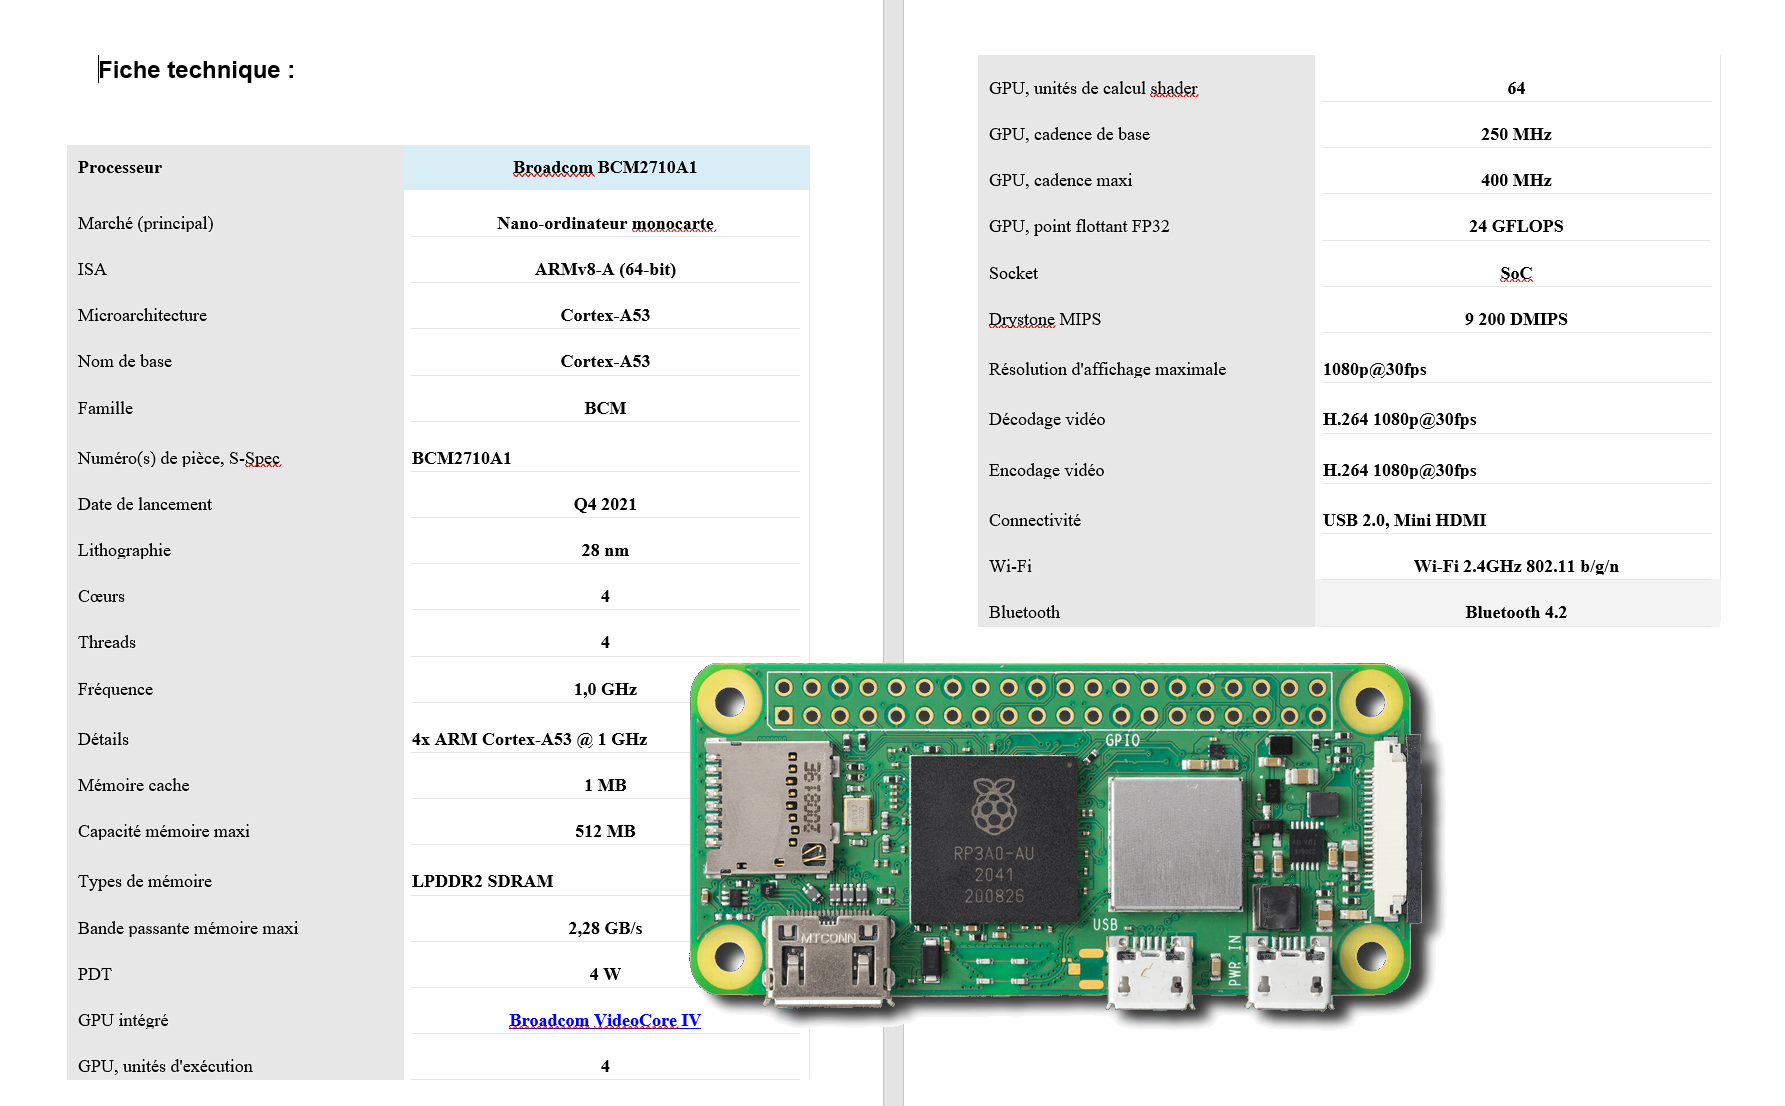 Fiche technique :
Processeur Broadcom BCM2710A1
Marché (principal) Nano-ordinateur monocarte
ISA ARMv8-A (64-bit)
Microarchitecture Cortex-A53
Nom de base Cortex-A53
Famille BCM
Numéro(s) de pièce, S-Spec BCM2710A1
Date de lancement Q4 2021
Lithographie 28 nm
Cœurs 4
Threads 4
Fréquence 1,0 GHz
Détails 4x ARM Cortex-A53 @ 1 GHz
Mémoire cache 1 MB
Capacité mémoire maxi 512 MB
Types de mémoire LPDDR2 SDRAM
Bande passante mémoire maxi 2,28 GB/s
PDT 4 W
GPU intégré Broadcom VideoCore IV
GPU, unités d'exécution 4
GPU, unités de calcul shader 64
GPU, cadence de base 250 MHz
GPU, cadence maxi 400 MHz
GPU, point flottant FP32 24 GFLOPS
Socket SoC
Drystone MIPS 9 200 DMIPS
Résolution d'affichage maximale 1080p@30fps
Décodage vidéo H.264 1080p@30fps
Encodage vidéo H.264 1080p@30fps
Connectivité USB 2.0, Mini HDMI
Wi-Fi Wi-Fi 2.4GHz 802.11 b/g/n
Bluetooth Bluetooth 4.2
GPIO
RP3A0-AU
2041
200826
USB
MTCONN
PWR IN